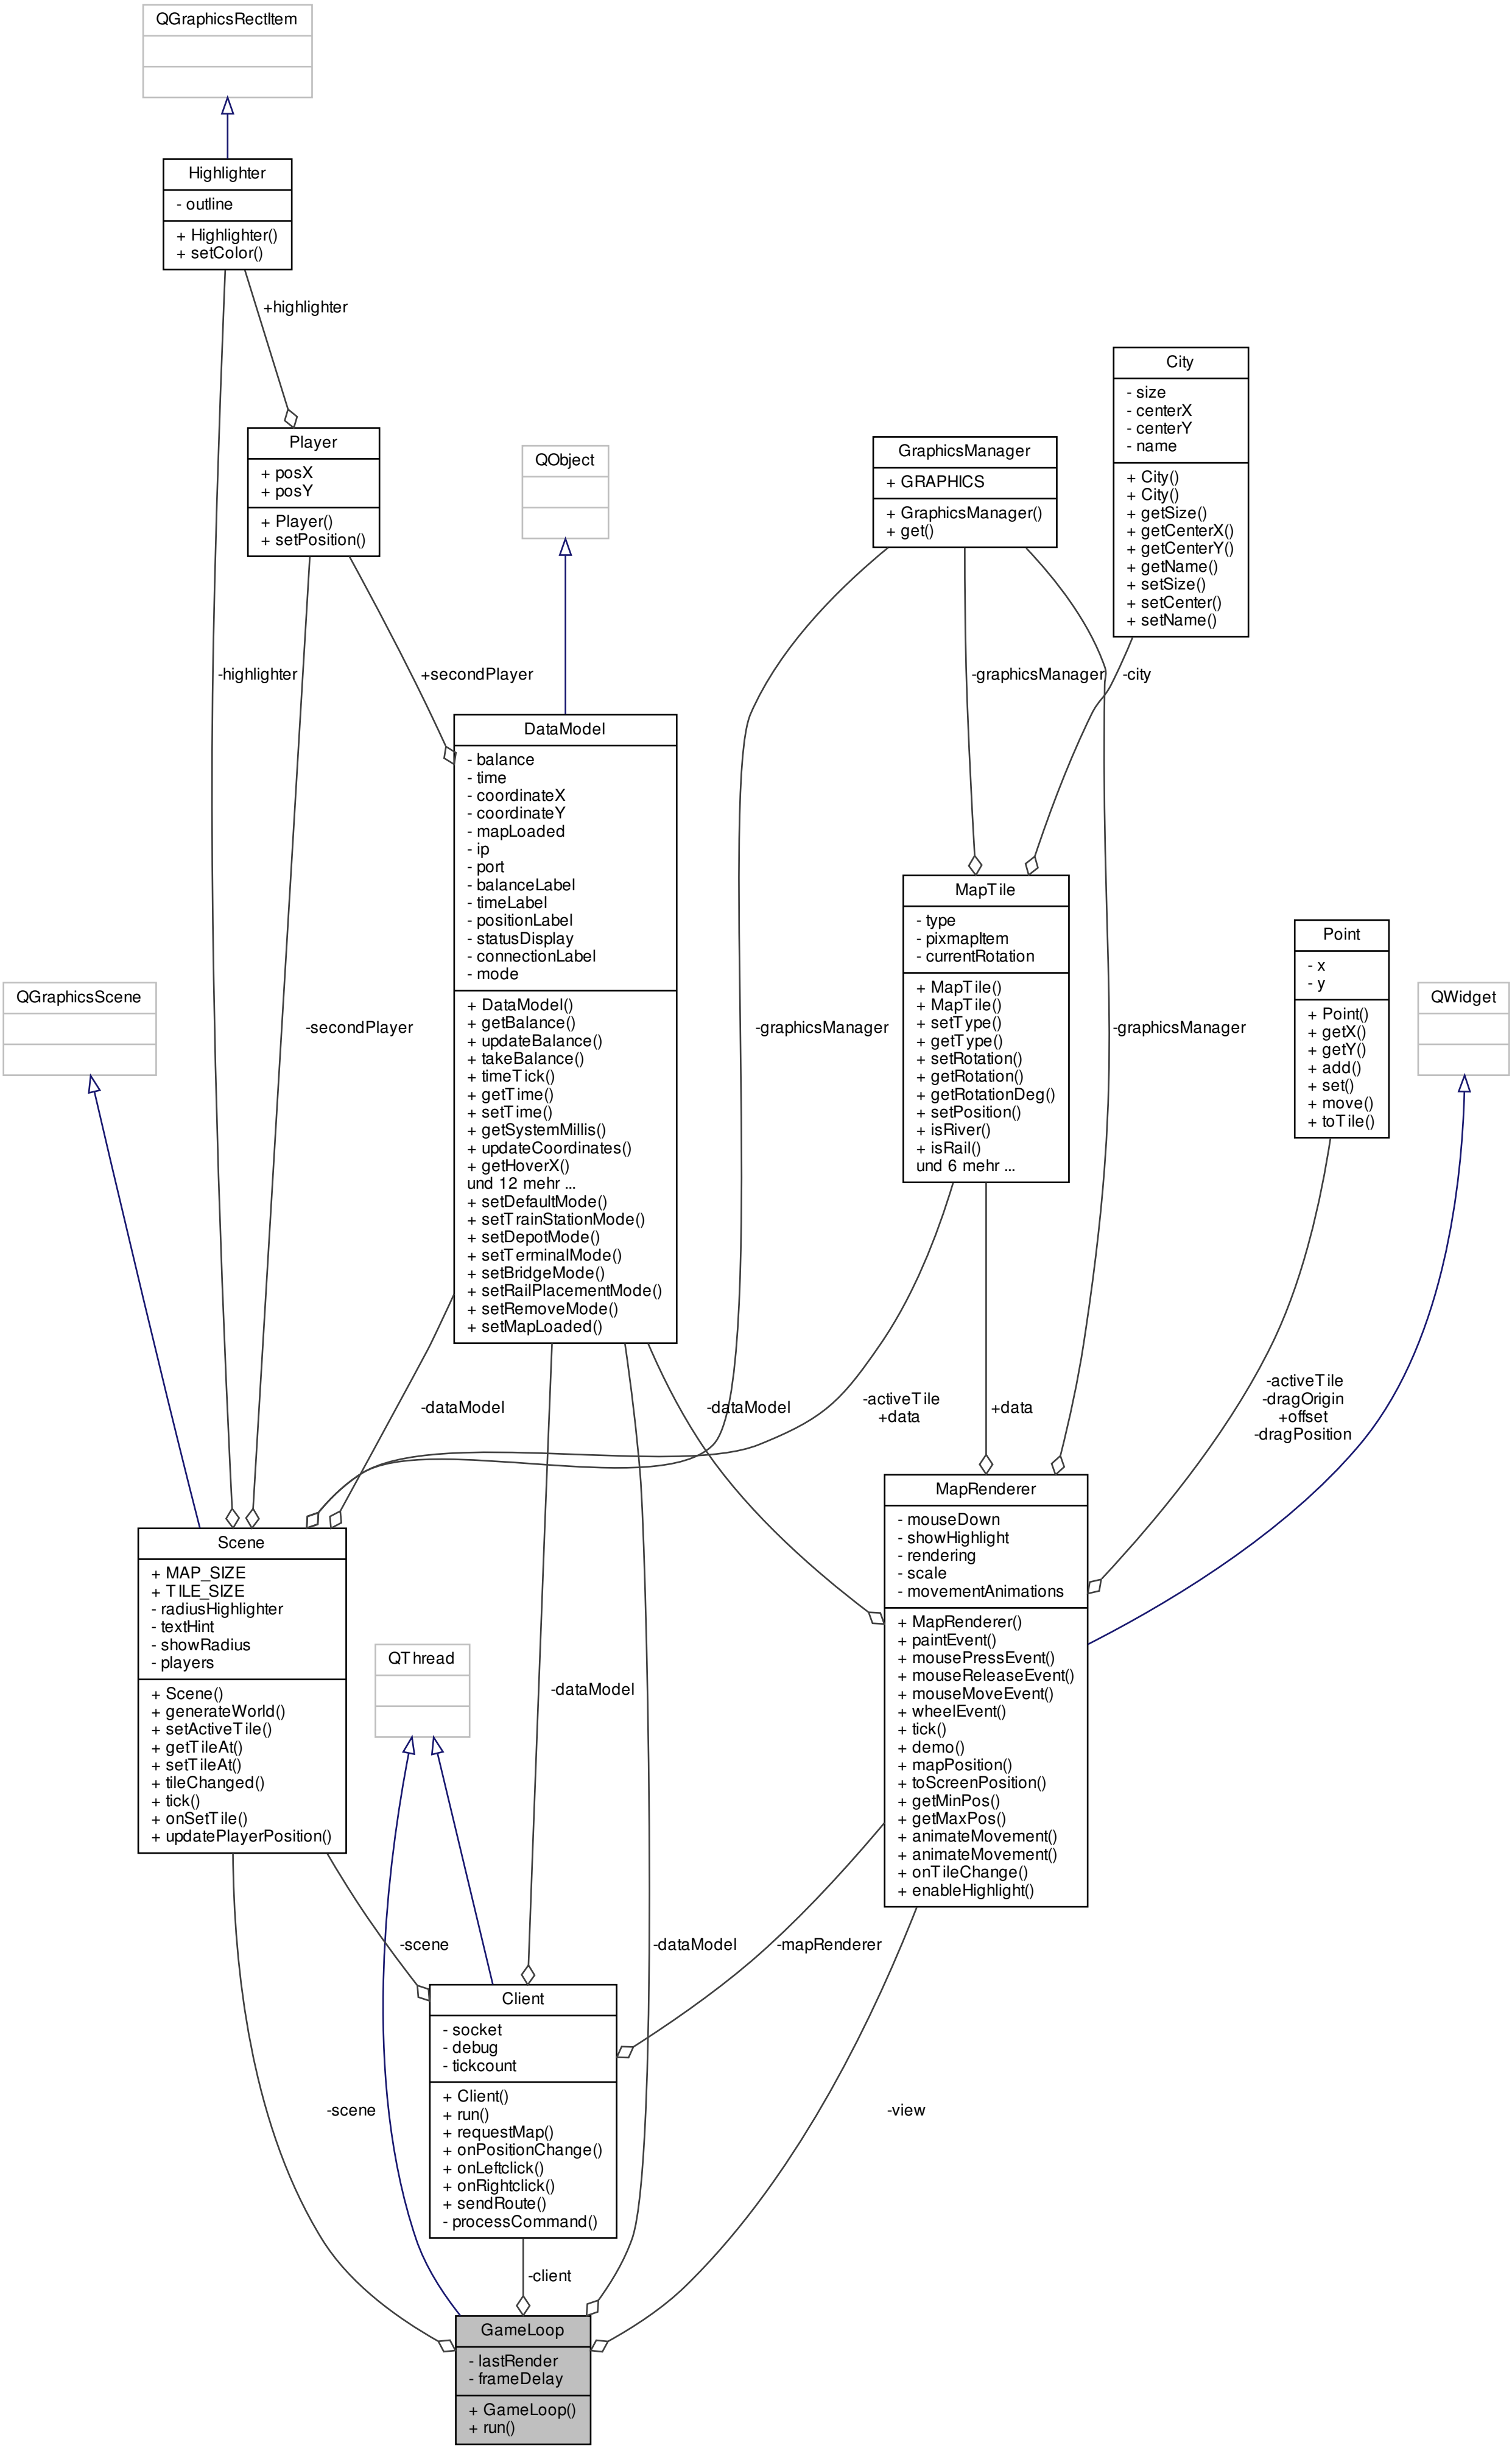 QGraphicsRectItem
Highlighter
- outline
+ Highlighter()
+ setColor()
+highlighter
City
- size
- centerX
- centerY
- name
+ City()
+ City()
+ getSize()
+ getCenterX()
+ getCenterY()
+ getName()
+ setSize()
+ setCenter()
+ setName()
Player
+ posX
+ posY
+ Player()
+ setPosition()
QObject
GraphicsManager
+ GRAPHICS
+ GraphicsManager()
+ get()
-highlighter
+secondPlayer
-graphicsManager
-city
DataModel
- balance
- time
- coordinateX
- coordinateY
- mapLoaded
- ip
- port
- balanceLabel
- timeLabel
- positionLabel
- statusDisplay
- connectionLabel
- mode
+ DataModel()
+ getBalance()
+ updateBalance()
+ takeBalance()
+ timeTick()
+ getTime()
+ setTime()
+ getSystemMillis()
+ updateCoordinates()
+ getHoverX()
und 12 mehr ...
+ setDefaultMode()
+ setTrainStationMode()
+ setDepotMode()
+ setTerminalMode()
+ setBridgeMode()
+ setRailPlacementMode()
+ setRemoveMode()
+ setMapLoaded()
MapTile
- type
- pixmapItem
- currentRotation
+ MapTile()
+ MapTile()
+ setType()
+ getType()
+ setRotation()
+ getRotation()
+ getRotationDeg()
+ setPosition()
+ isRiver()
+ isRail()
und 6 mehr ...
Point
- x
- y
+ Point()
+ getX()
+ getY()
+ add()
+ set()
+ move()
+ toTile()
QGraphicsScene
QWidget
-secondPlayer
-graphicsManager
-graphicsManager
-dataModel
-dataModel
-activeTile
+data
+data
-activeTile
-dragOrigin
+offset
-dragPosition
MapRenderer
- mouseDown
- showHighlight
- rendering
- scale
- movementAnimations
+ MapRenderer()
+ paintEvent()
+ mousePressEvent()
+ mouseReleaseEvent()
+ mouseMoveEvent()
+ wheelEvent()
+ tick()
+ demo()
+ mapPosition()
+ toScreenPosition()
+ getMinPos()
+ getMaxPos()
+ animateMovement()
+ animateMovement()
+ onTileChange()
+ enableHighlight()
Scene
+ MAP_SIZE
+ TILE_SIZE
- radiusHighlighter
- textHint
- showRadius
- players
+ Scene()
+ generateWorld()
+ setActiveTile()
+ getTileAt()
+ setTileAt()
+ tileChanged()
+ tick()
+ onSetTile()
+ updatePlayerPosition()
QThread
-dataModel
-scene
-dataModel
-mapRenderer
Client
- socket
- debug
- tickcount
+ Client()
+ run()
+ requestMap()
+ onPositionChange()
+ onLeftclick()
+ onRightclick()
+ sendRoute()
- processCommand()
-scene
-view
-client
GameLoop
- lastRender
- frameDelay
+ GameLoop()
+ run()